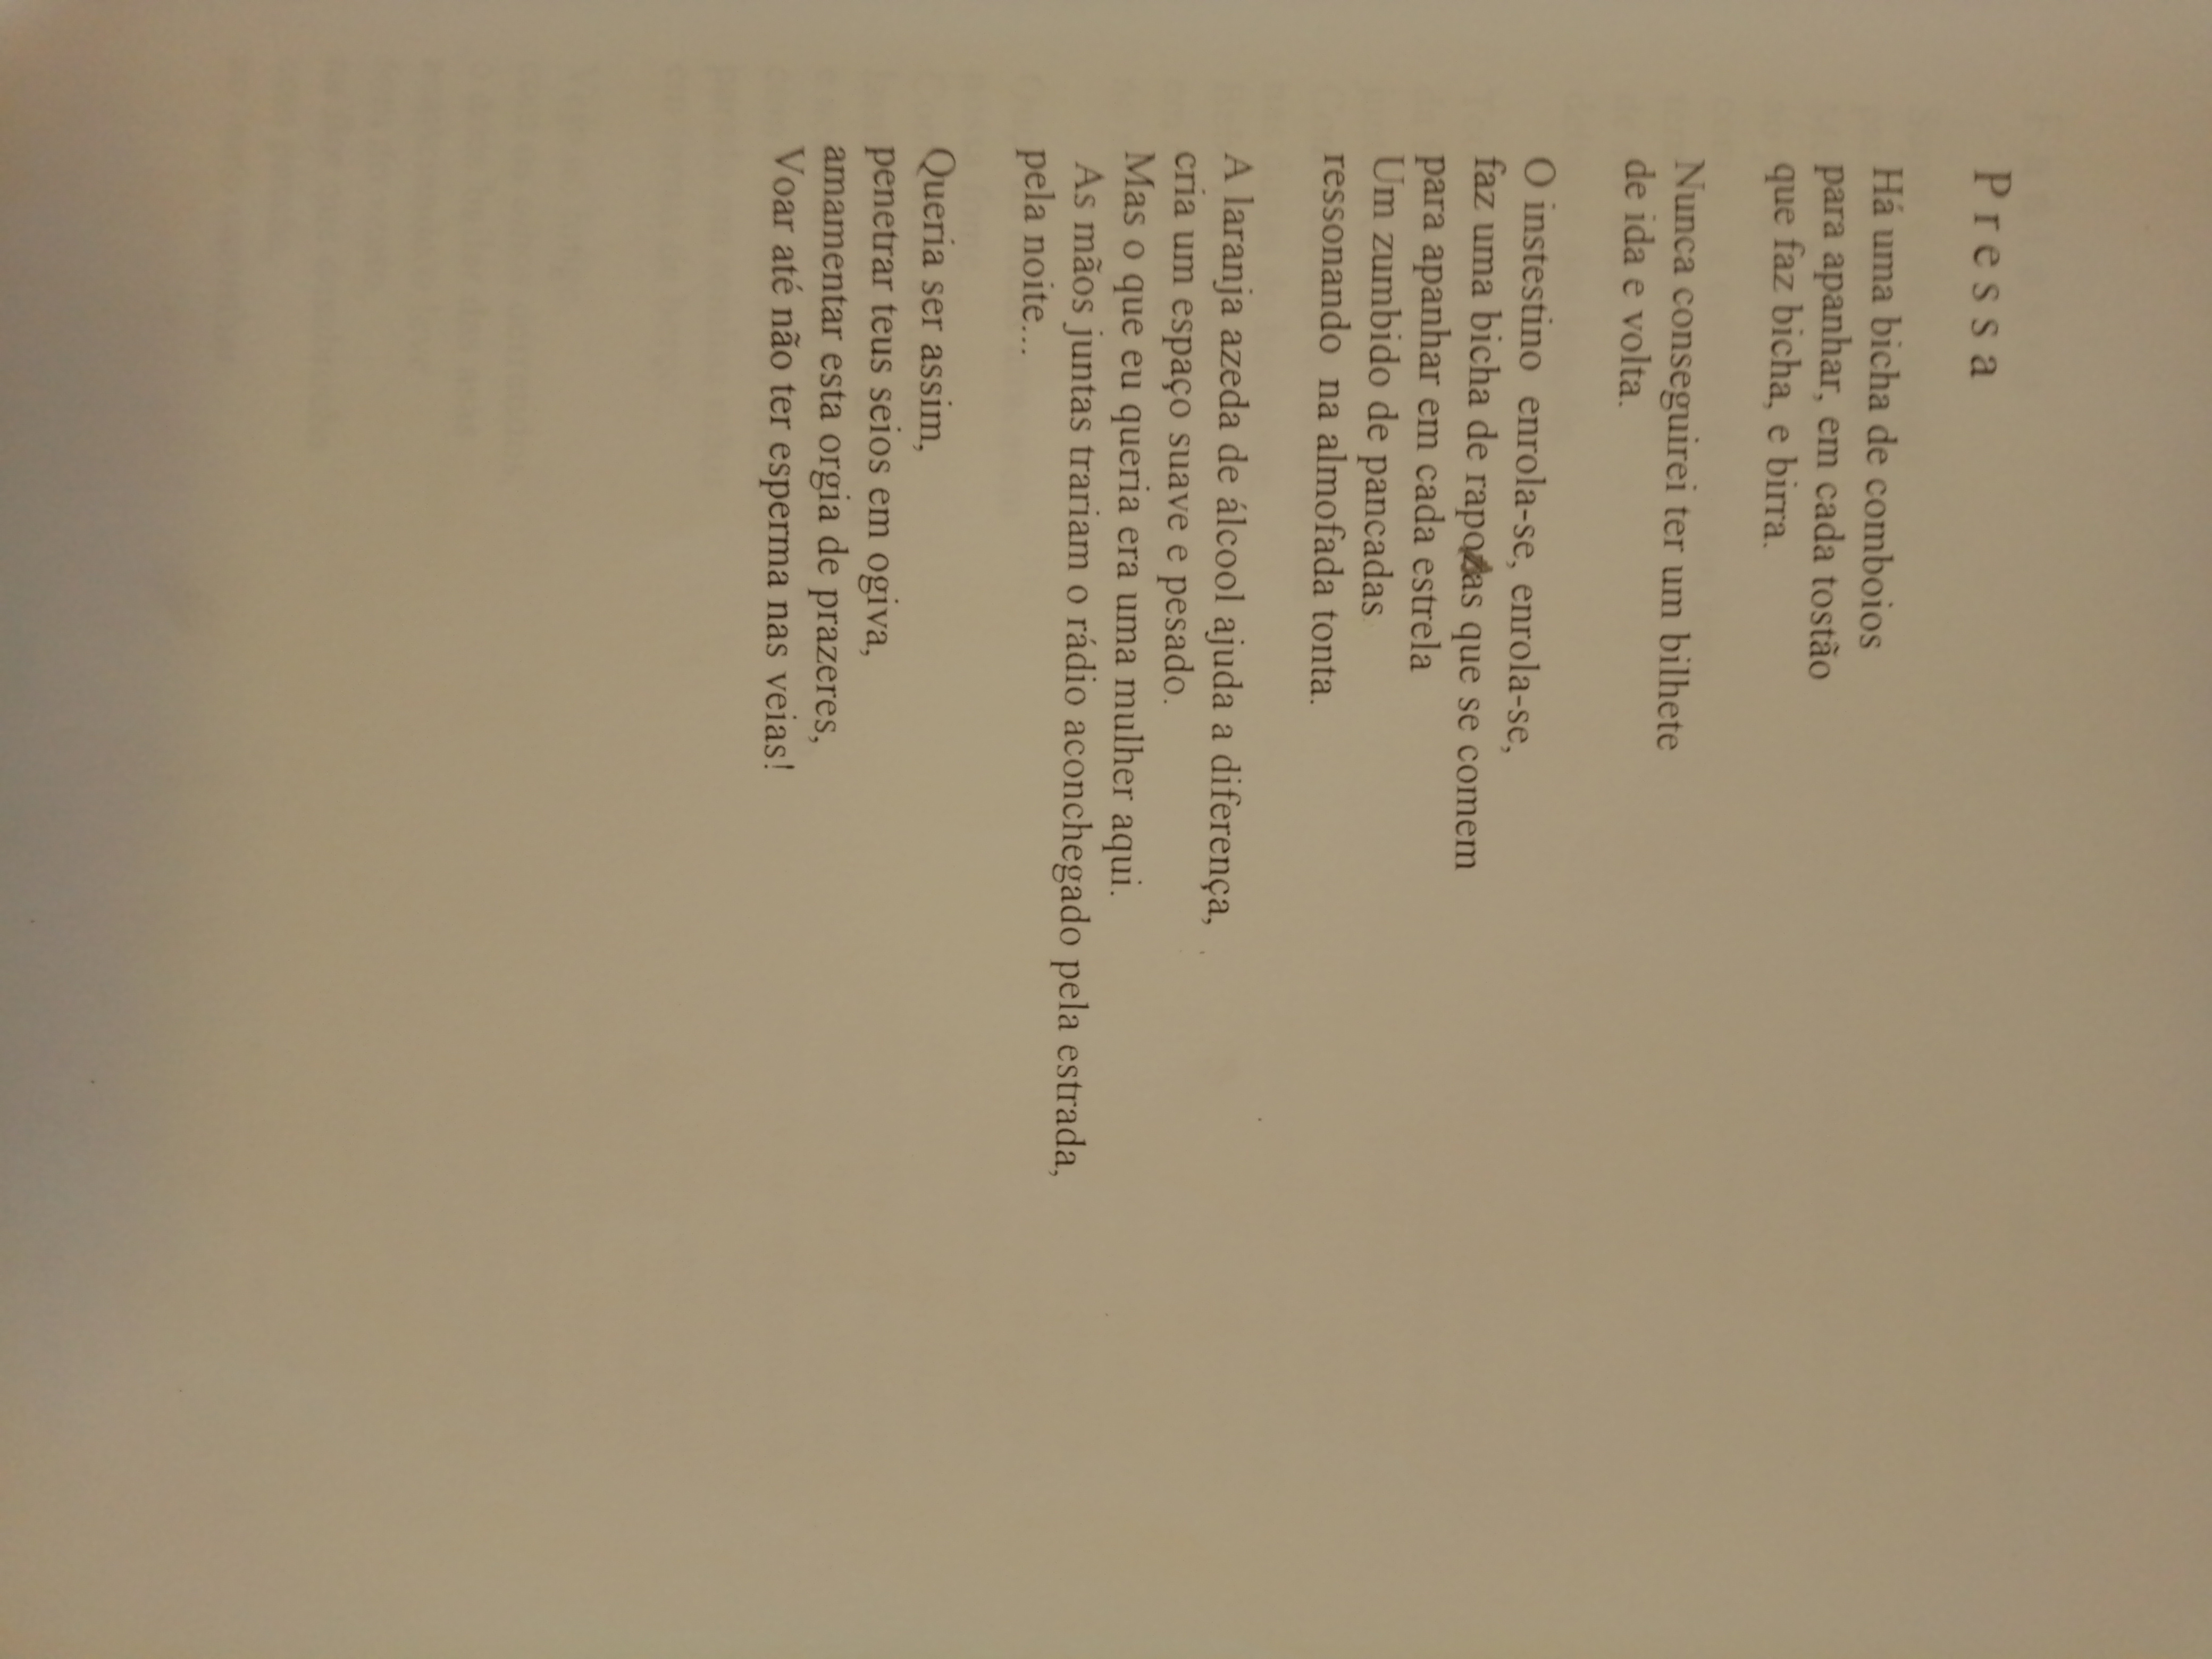 Pressa
Há uma bicha de comboios
para apanhar, em cada tostão
que faz bicha, e birra.
Nunca conseguirei ter um bilhete
de ida e volta.
O instestino enrola-se, enrola-se,
faz uma bicha de raposas que se comem
para apanhar em cada estrela
Um zumbido de pancadas
ressonando na almofada tonta.
A laranja azeda de álcool ajuda a diferença,
cria um espaço suave e pesado.
Mas o que eu queria era uma mulher aqui.
As mãos juntas trariam o rádio aconchegado pela estrada,
pela noite...
Queria ser assim,
penetrar teus seios em ogiva,
amamentar esta orgia de prazeres,
Voar até não ter esperma nas veias!